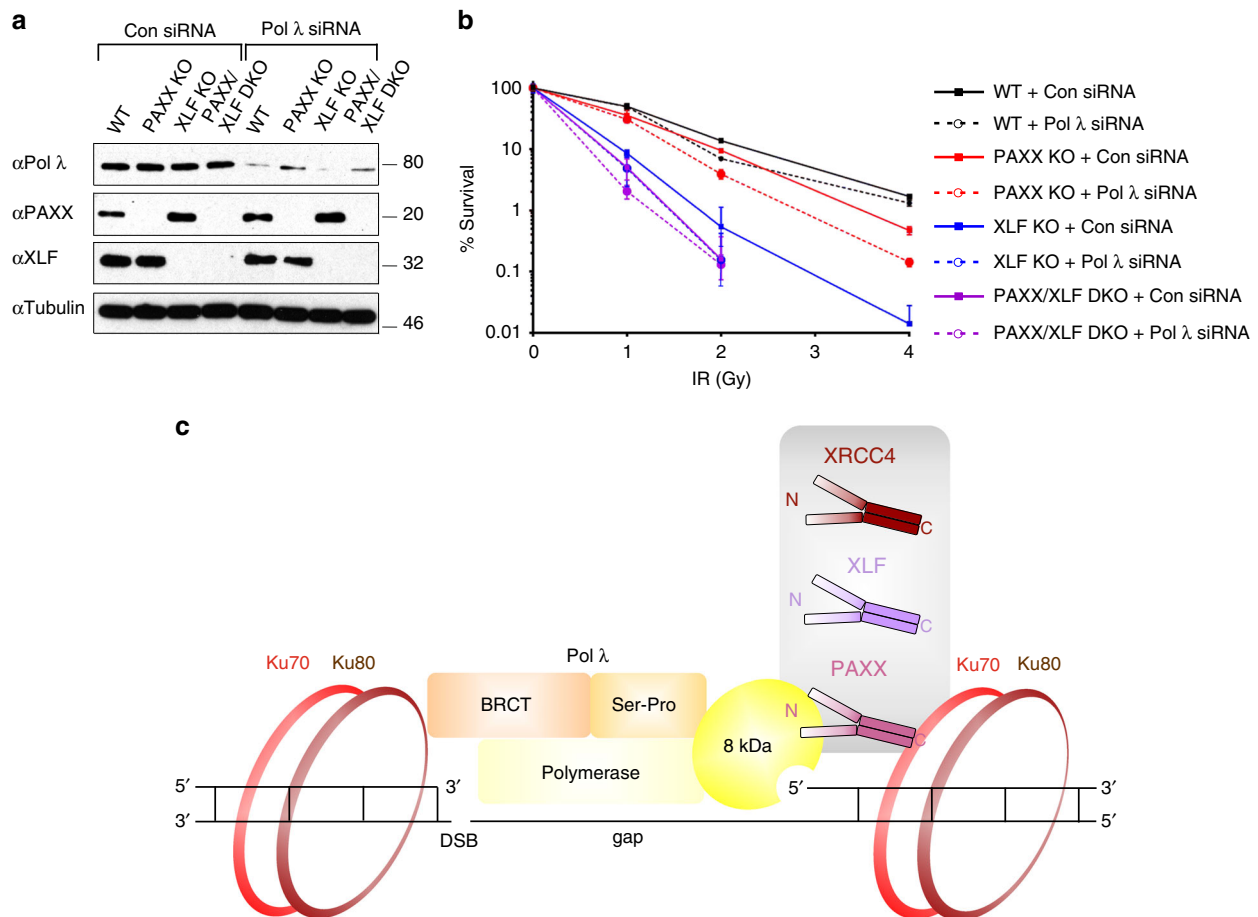 a
Con siRNA
Pol λ siRNA
WT
PAXX KO
XLF KO
PAXX/
XLF DKO
WT
PAXX KO
XLF KO
PAXX/
XLF DKO
αPol λ
80
αPAXX
20
αXLF
32
αTubulin
46
b
% Survival
100
10
1
0.1
0.01
0
1
2
3
4
IR (Gy)
WT + Con siRNA
WT + Pol λ siRNA
PAXX KO + Con siRNA
PAXX KO + Pol λ siRNA
XLF KO + Con siRNA
XLF KO + Pol λ siRNA
PAXX/XLF DKO + Con siRNA
PAXX/XLF DKO + Pol λ siRNA
c
XRCC4
N
C
XLF
N
C
PAXX
N
C
Ku70
Ku80
Pol λ
BRCT
Ser-Pro
Polymerase
8 kDa
Ku70
Ku80
5′
3′
5′
3′
3′
DSB
gap
5′